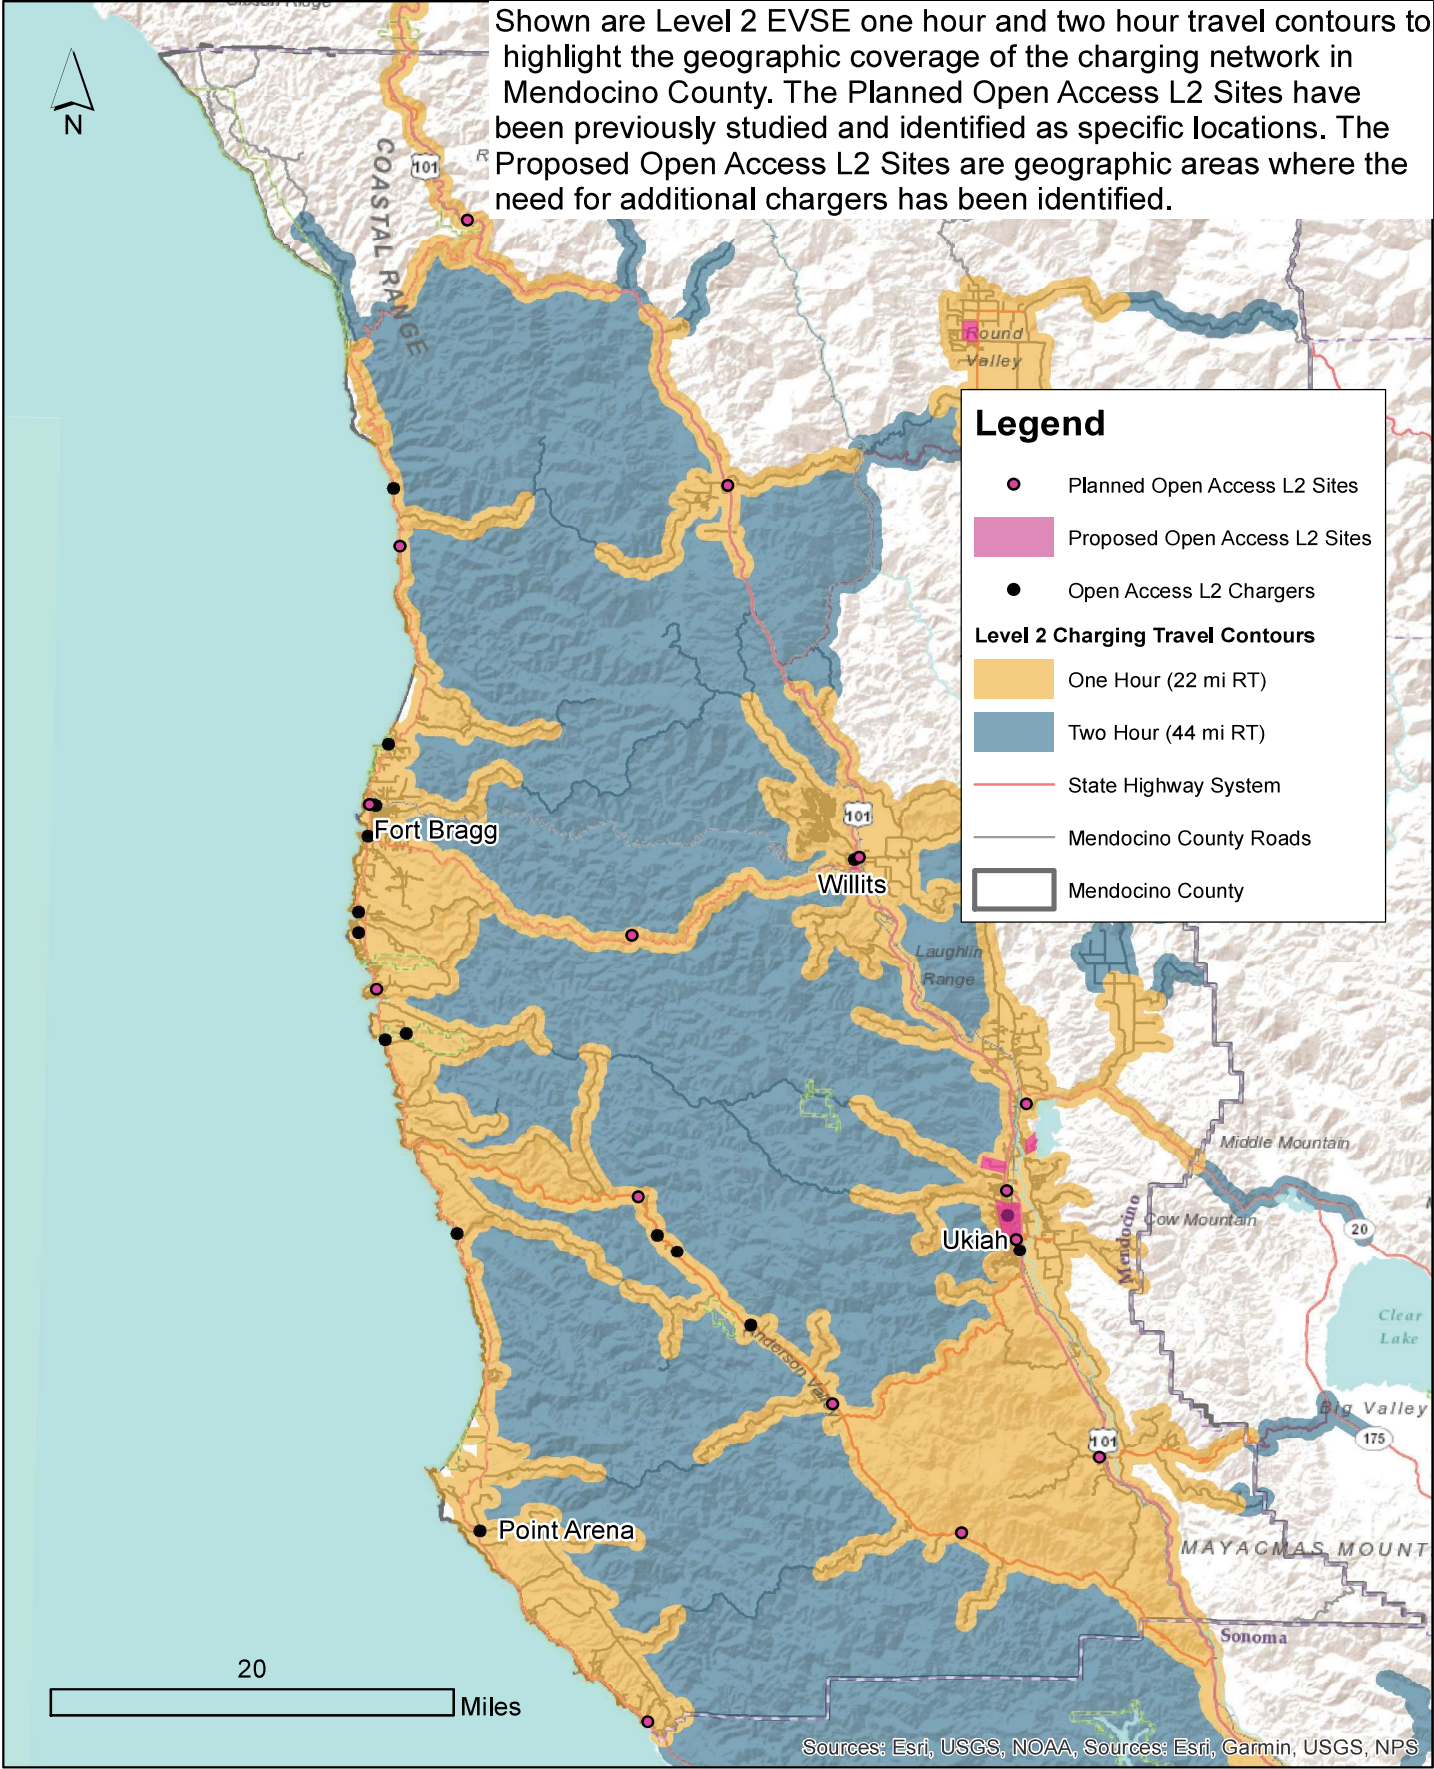 Gibson Ridge
Shown are Level 2 EVSE one hour and two hour travel contours to
highlight the geographic coverage of the charging network in
Mendocino County. The Planned Open Access L2 Sites have
been previously studied and identified as specific locations. The
Proposed Open Access L2 Sites are geographic areas where the
need for additional chargers has been identified.
N
COASTAL RANGE
101
R
Round
Valley
Legend
Planned Open Access L2 Sites
Proposed Open Access L2 Sites
Open Access L2 Chargers
Level 2 Charging Travel Contours
One Hour (22 mi RT)
Two Hour (44 mi RT)
State Highway System
Mendocino County Roads
Mendocino County
101
Fort Bragg
Willits
Laughlin
Range
Middle Mountain
Mendocino
Cow Mountain
20
Ukiah
Clear
Lake
Anderson Valley
Big Valley
175
101
Point Arena
MAYACMAS MOUNT
Sonoma
20
Miles
Sources: Esri, USGS, NOAA, Sources: Esri, Garmin, USGS, NPS